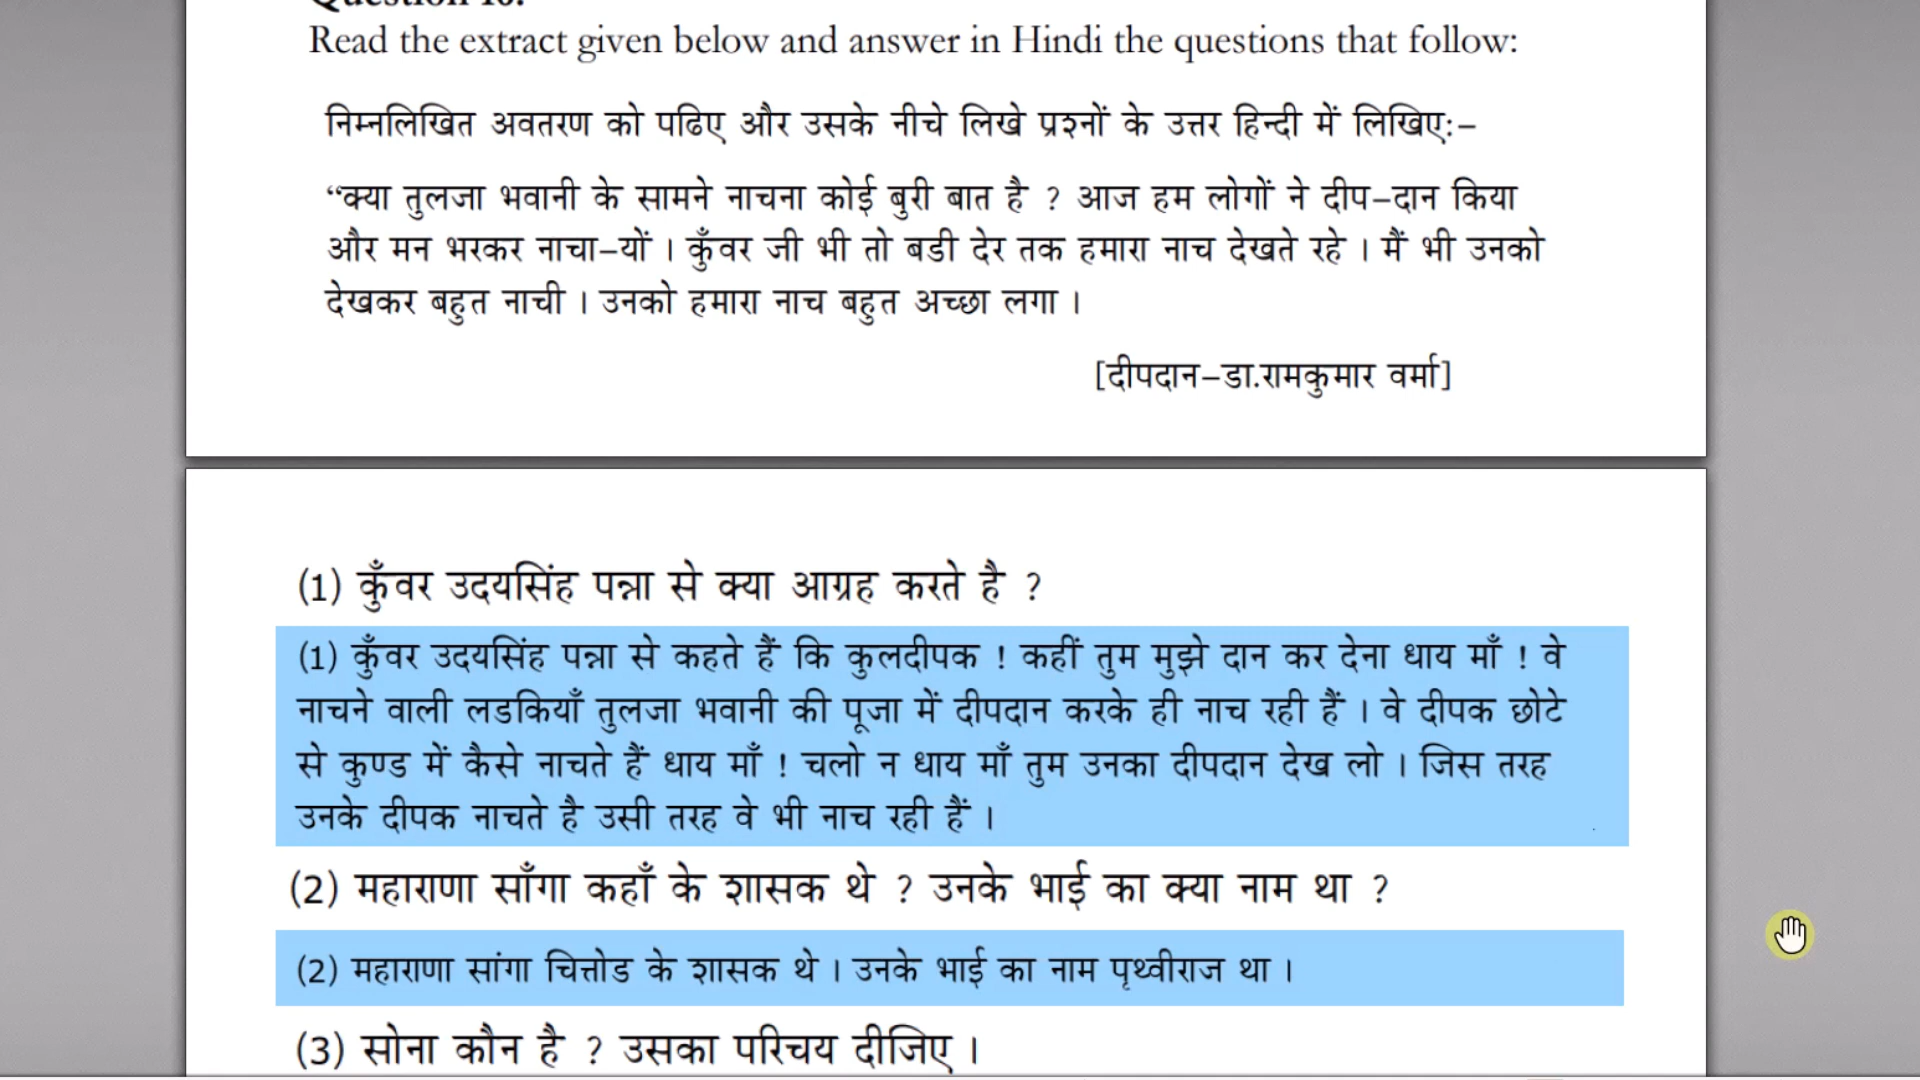 Question 16.
Read the extract given below and answer in Hindi the questions that follow:
निम्नलिखित अवतरण को पढिए और उसके नीचे लिखे प्रश्नों के उत्तर हिन्दी में लिखिए:–
“क्या तुलजा भवानी के सामने नाचना कोई बुरी बात है ? आज हम लोगों ने दीप–दान किया
और मन भरकर नाचा–यों । कुँवर जी भी तो बडी देर तक हमारा नाच देखते रहे । मैं भी उनको
देखकर बहुत नाची । उनको हमारा नाच बहुत अच्छा लगा ।
[दीपदान–डा.रामकुमार वर्मा]
(1) कुँवर उदयसिंह पन्ना से क्या आग्रह करते है ?
(1) कुँवर उदयसिंह पन्ना से कहते हैं कि कुलदीपक ! कहीं तुम मुझे दान कर देना धाय माँ ! वे
नाचने वाली लडकियाँ तुलजा भवानी की पूजा में दीपदान करके ही नाच रही हैं । वे दीपक छोटे
से कुण्ड में कैसे नाचते हैं धाय माँ ! चलो न धाय माँ तुम उनका दीपदान देख लो । जिस तरह
उनके दीपक नाचते है उसी तरह वे भी नाच रही हैं ।
(2) महाराणा साँगा कहाँ के शासक थे ? उनके भाई का क्या नाम था ?
(2) महाराणा सांगा चित्तोड के शासक थे । उनके भाई का नाम पृथ्वीराज था ।
(3) सोना कौन है ? उसका परिचय दीजिए ।